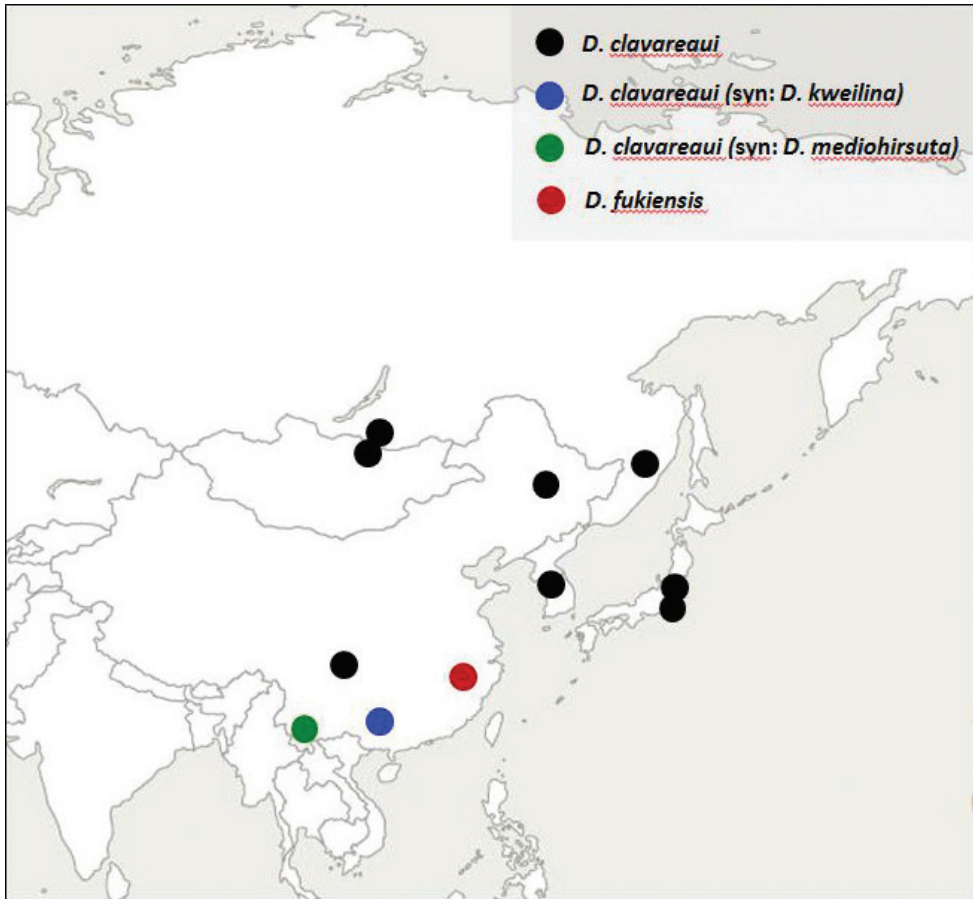 D. clavareaui
D. clavareaui (syn: D. kweilina)
D. clavareaui (syn: D. mediohirsuta)
D. fukiensis